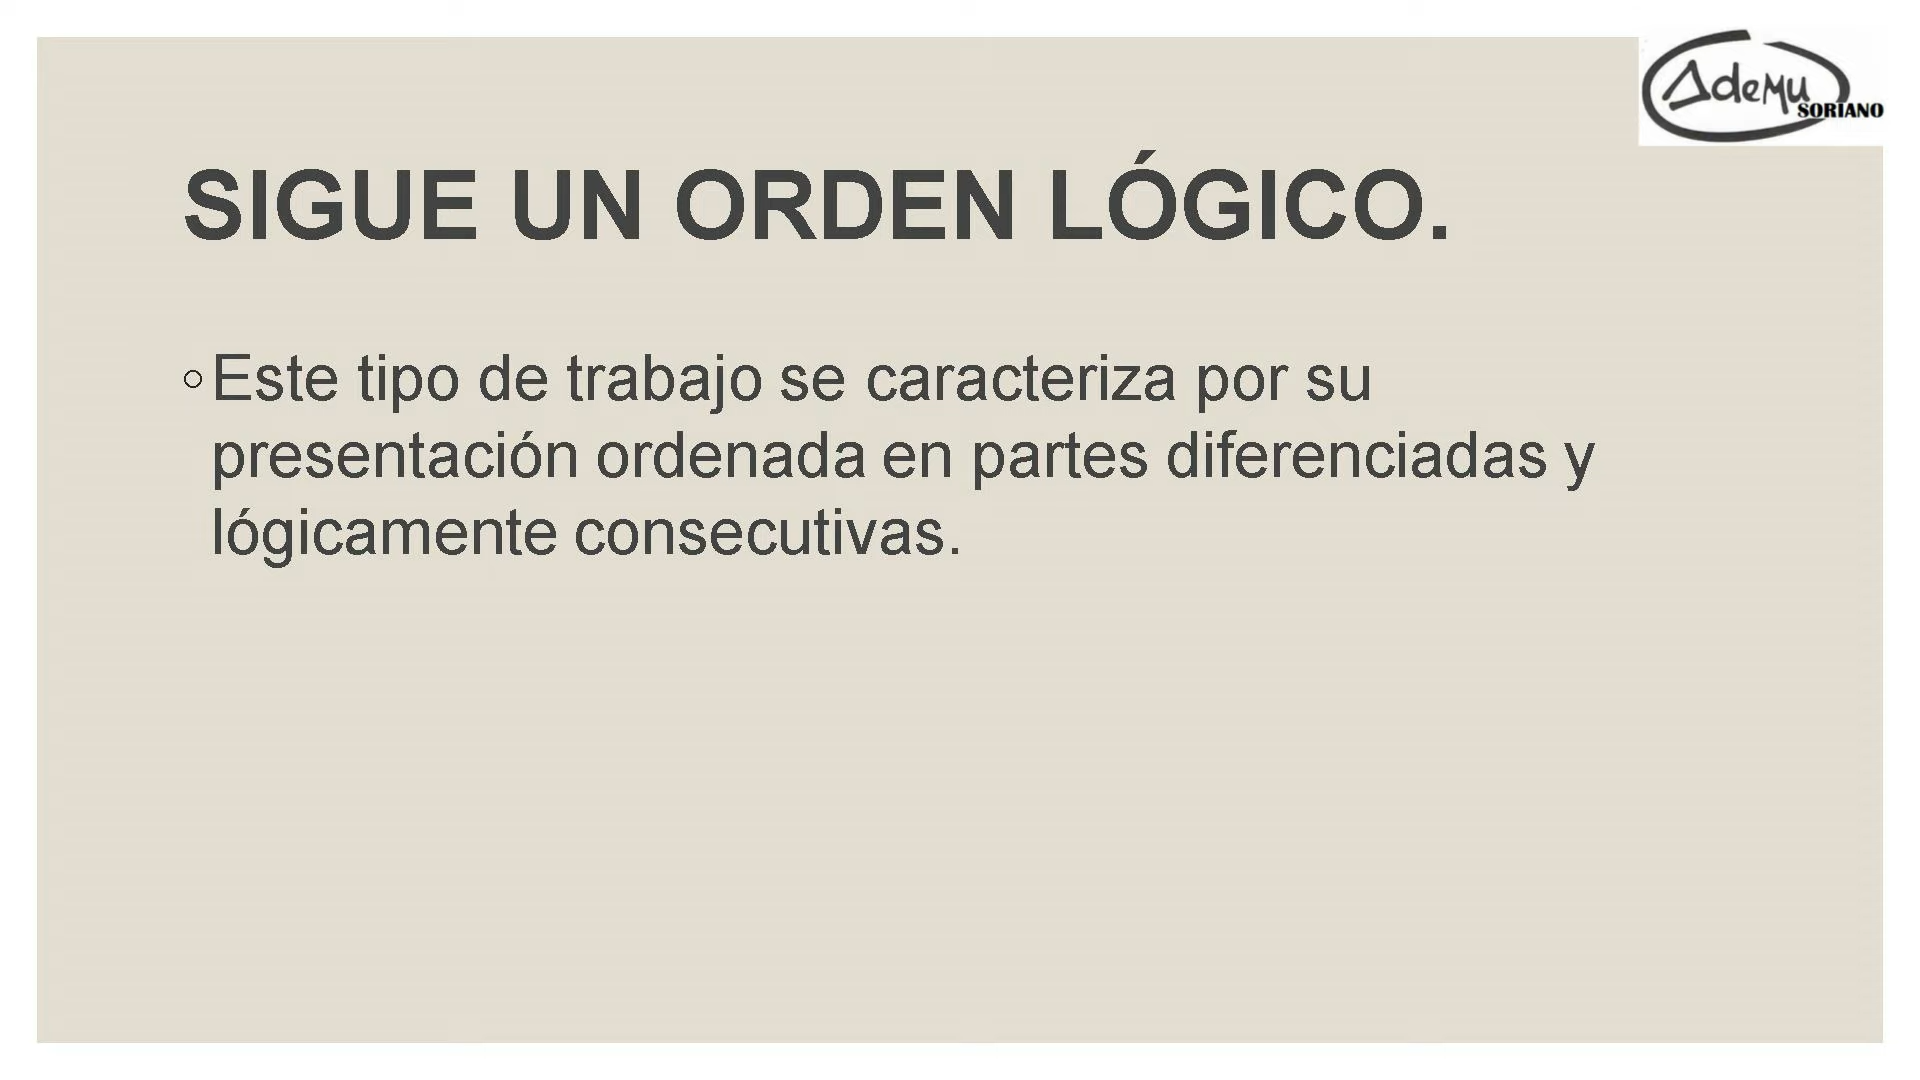 AdeMu
SORIANO
SIGUE UN ORDEN LÓGICO.
◦Este tipo de trabajo se caracteriza por su
presentación ordenada en partes diferenciadas y
lógicamente consecutivas.